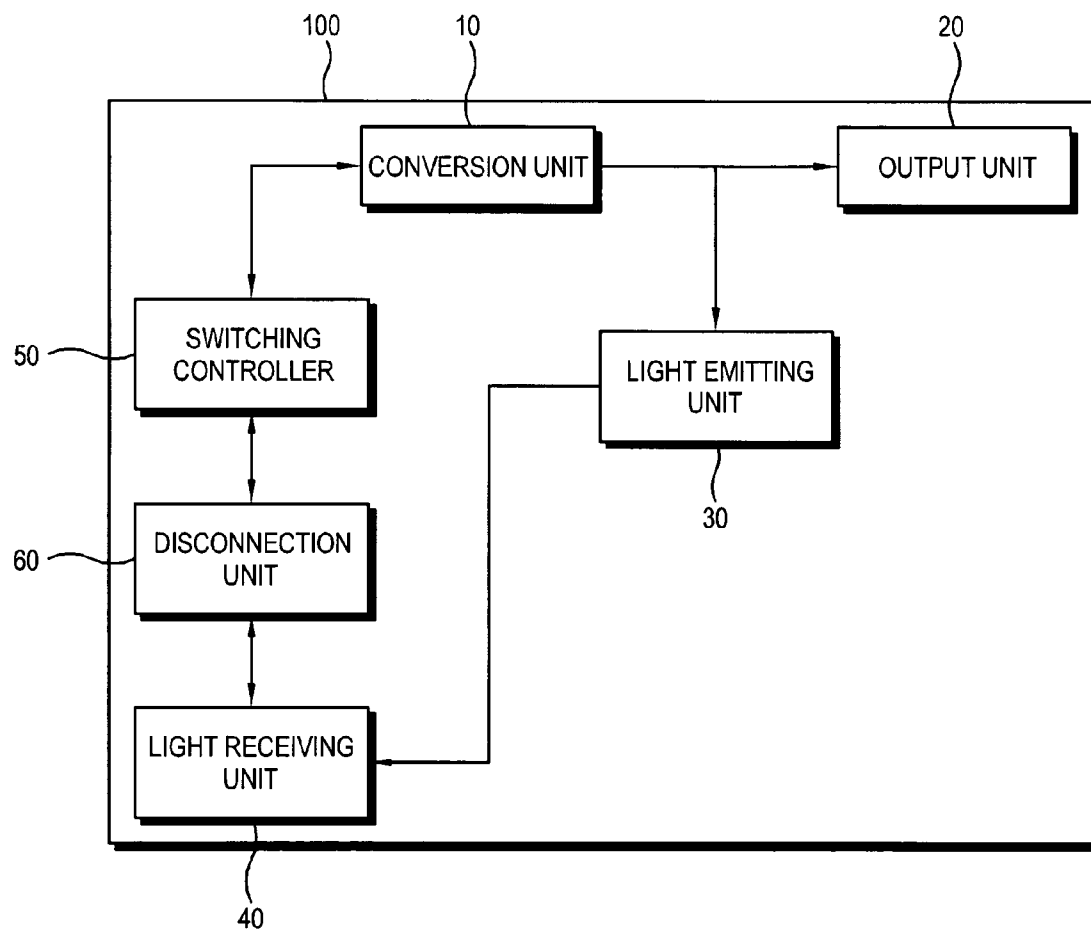 100
10
20
CONVERSION UNIT
OUTPUT UNIT
50
SWITCHING
CONTROLLER
LIGHT EMITTING
UNIT
30
60
DISCONNECTION
UNIT
LIGHT RECEIVING
UNIT
40